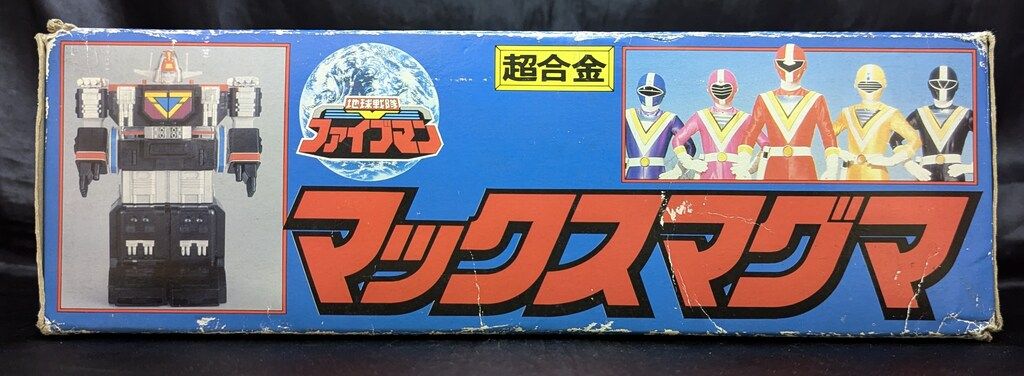 地球戦隊
ファイブマン
超合金
マックスマグマ